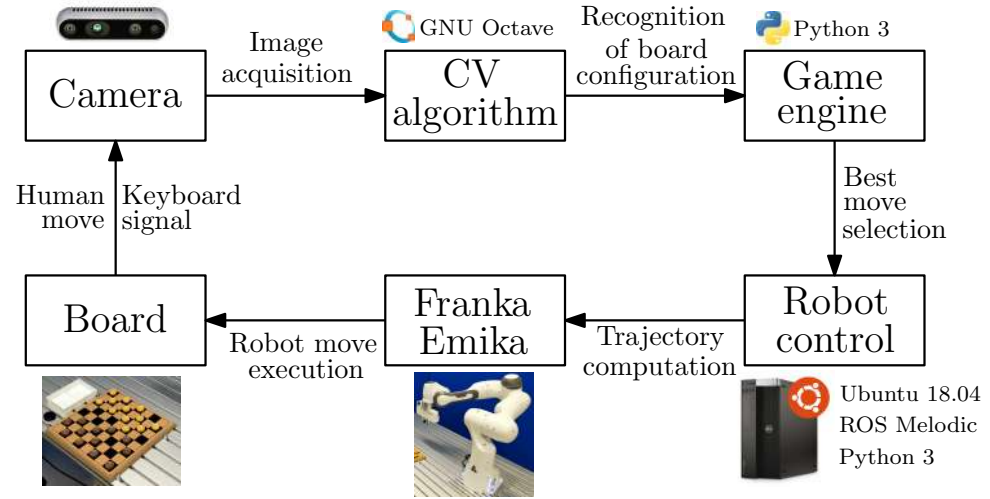 GNU Octave
Python 3
Camera
Image
acquisition
CV
algorithm
Recognition
of board
configuration
Game
engine
Human
move
Keyboard
signal
Best
move
selection
Board
Robot move
execution
Franka
Emika
Trajectory
computation
Robot
control
Ubuntu 18.04
ROS Melodic
Python 3